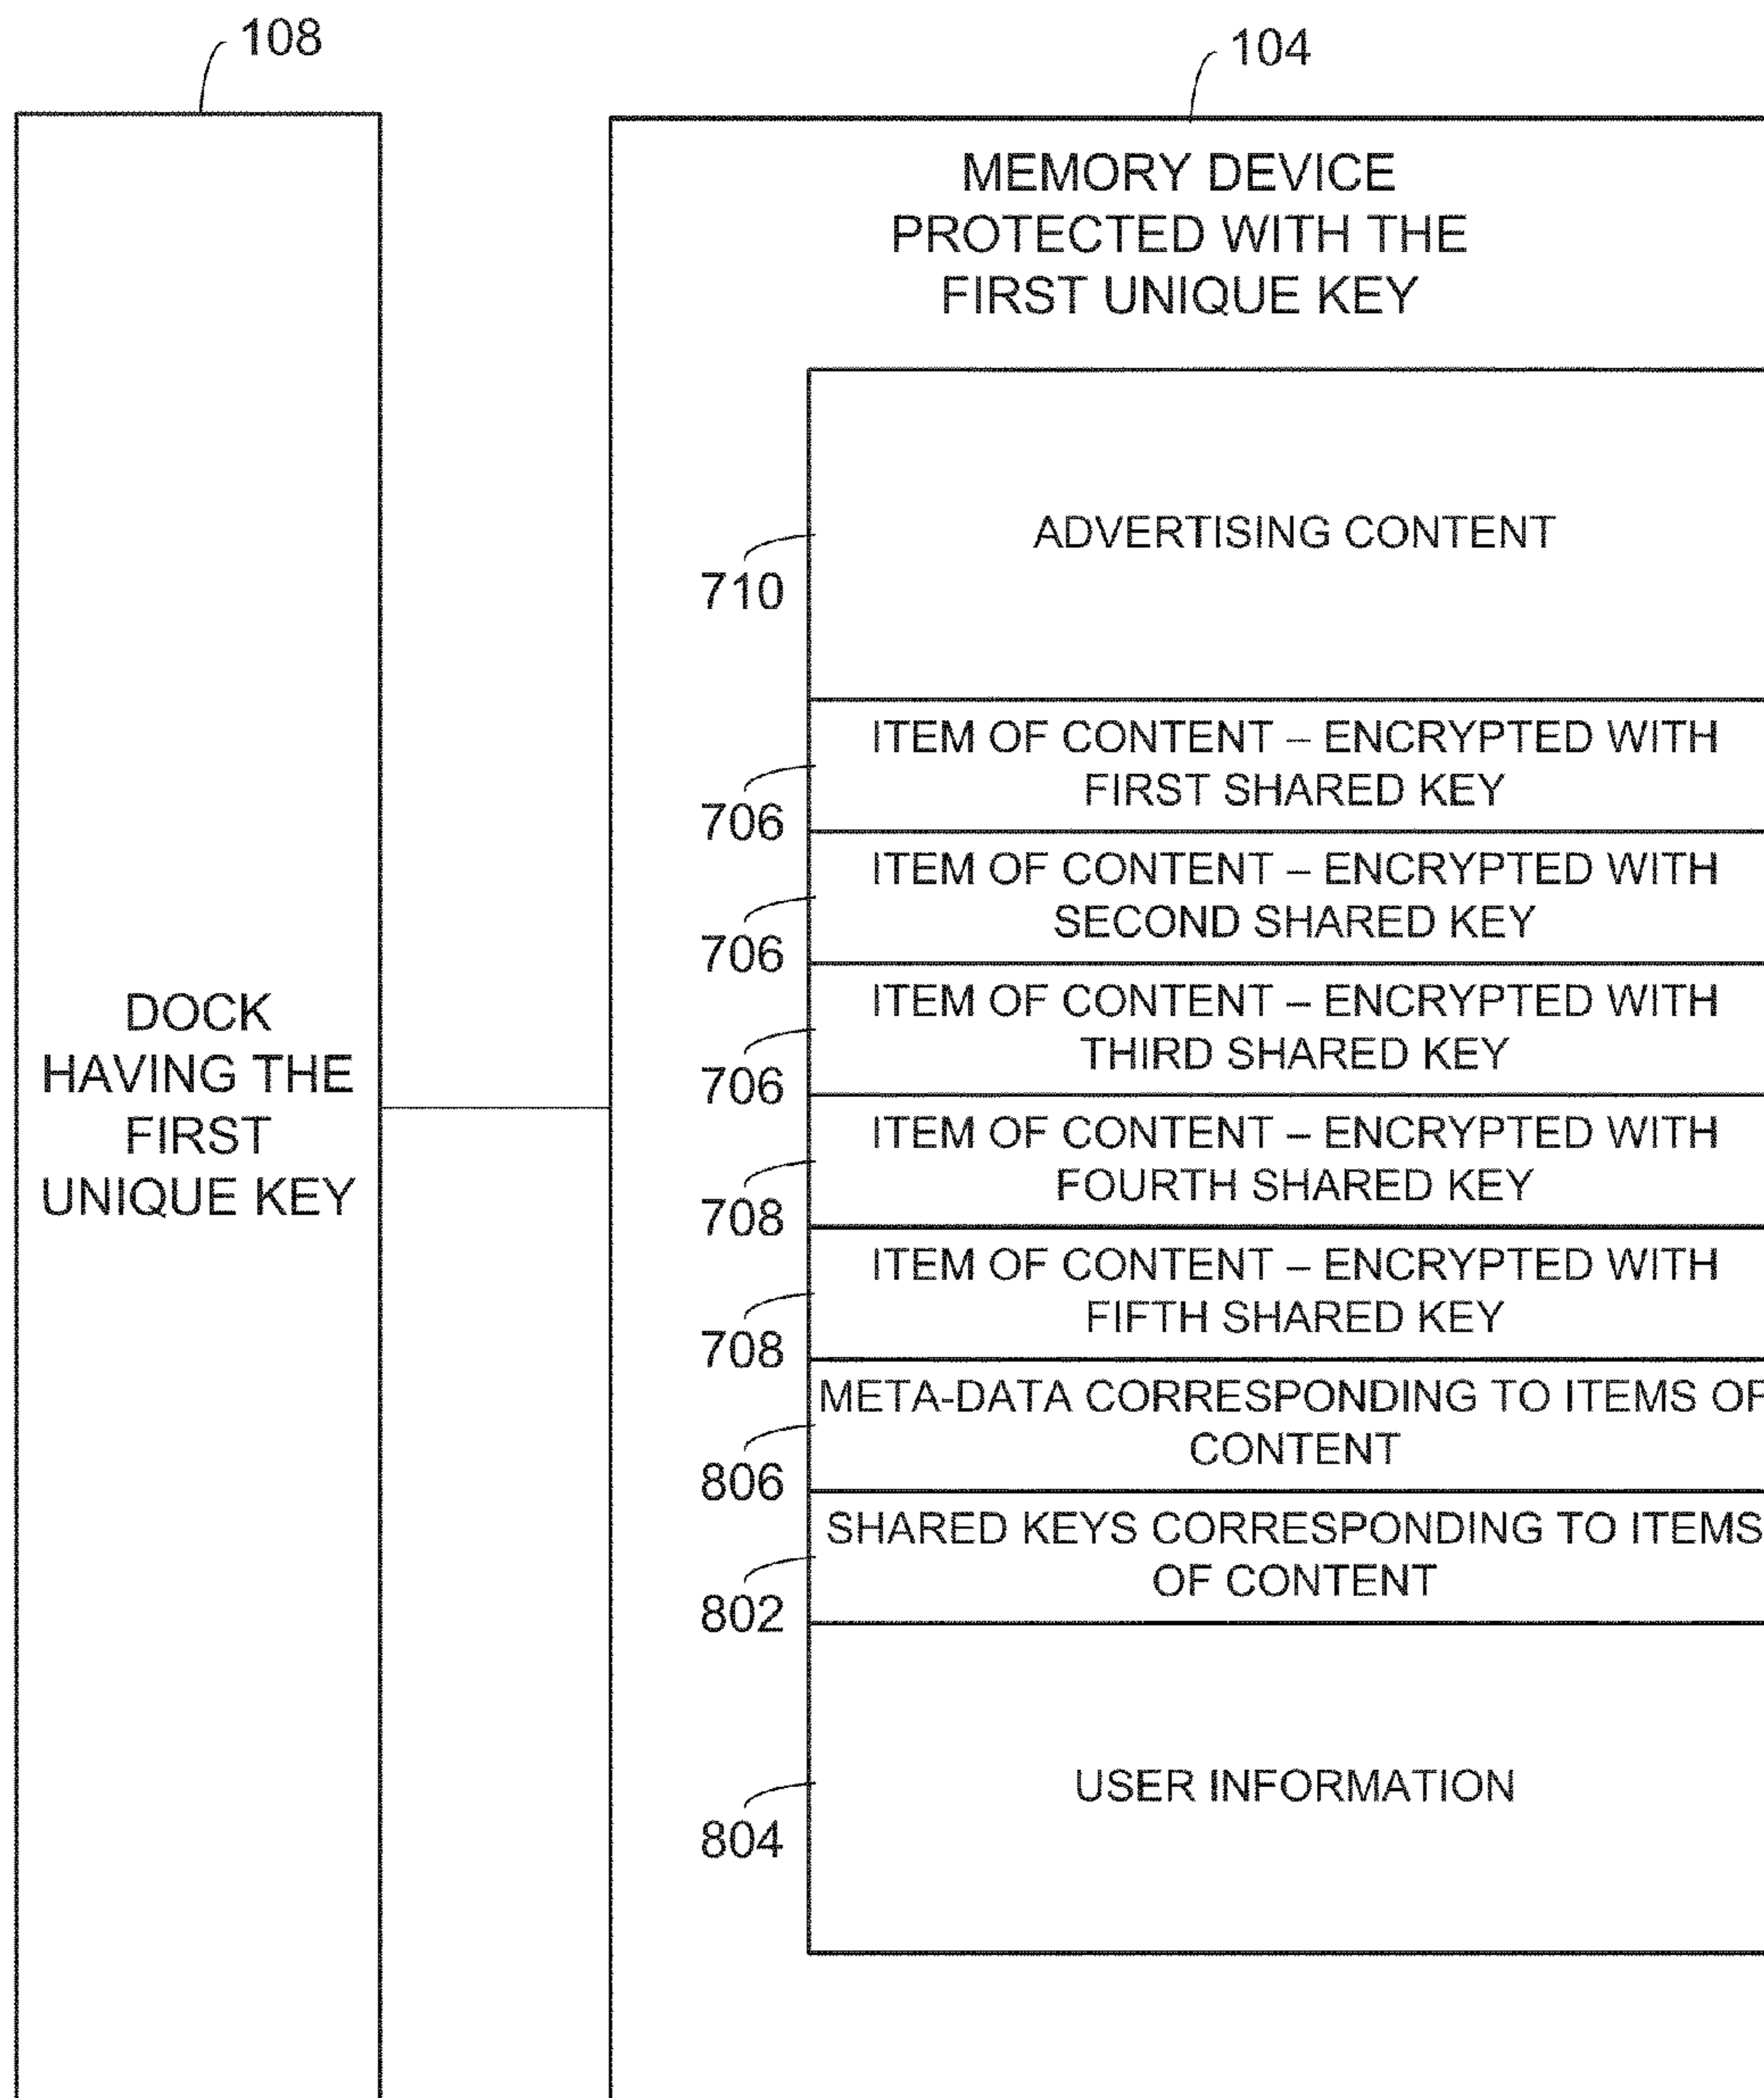 108
104
MEMORY DEVICE
PROTECTED WITH THE
FIRST UNIQUE KEY
ADVERTISING CONTENT
710
ITEM OF CONTENT – ENCRYPTED WITH
FIRST SHARED KEY
706
ITEM OF CONTENT – ENCRYPTED WITH
SECOND SHARED KEY
706
ITEM OF CONTENT – ENCRYPTED WITH
THIRD SHARED KEY
706
ITEM OF CONTENT – ENCRYPTED WITH
FOURTH SHARED KEY
708
ITEM OF CONTENT – ENCRYPTED WITH
FIFTH SHARED KEY
708
META-DATA CORRESPONDING TO ITEMS OF
CONTENT
806
SHARED KEYS CORRESPONDING TO ITEMS
OF CONTENT
802
USER INFORMATION
804
DOCK
HAVING THE
FIRST
UNIQUE KEY